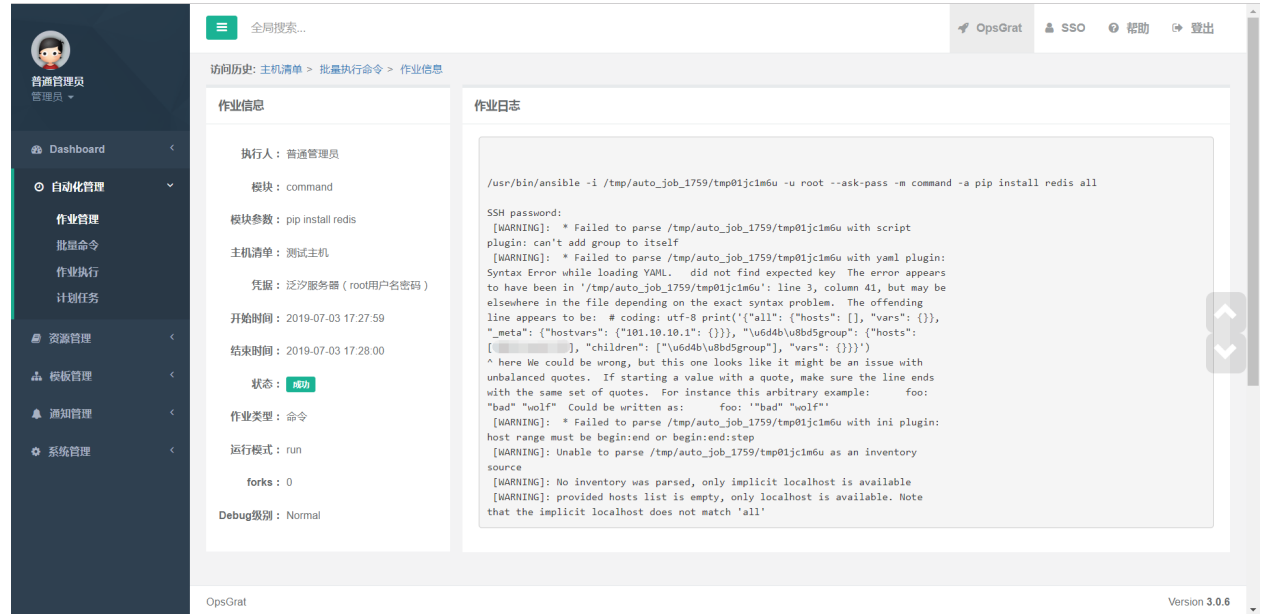 全局搜索...
OpsGrat
SSO
帮助
登出
普通管理员
管理员
Dashboard
自动化管理
作业管理
批量命令
作业执行
计划任务
资源管理
模板管理
通知管理
系统管理
访问历史: 主机清单 > 批量执行命令 > 作业信息
作业信息
执行人： 普通管理员
模块： command
模块参数： pip install redis
主机清单： 测试主机
凭据： 泛汐服务器 ( root用户名密码 )
开始时间： 2019-07-03 17:27:59
结束时间： 2019-07-03 17:28:00
状态： 成功
作业类型： 命令
运行模式： run
forks： 0
Debug级别： Normal
作业日志
/usr/bin/ansible -i /tmp/auto_job_1759/tmp01jc1m6u -u root --ask-pass -m command -a pip install redis all
SSH password:
[WARNING]:  * Failed to parse /tmp/auto_job_1759/tmp01jc1m6u with script
plugin: can't add group to itself
[WARNING]:  * Failed to parse /tmp/auto_job_1759/tmp01jc1m6u with yaml plugin:
Syntax Error while loading YAML.   did not find expected key  The error appears
to have been in '/tmp/auto_job_1759/tmp01jc1m6u': line 3, column 41, but may be
elsewhere in the file depending on the exact syntax problem.  The offending
line appears to be:  # coding: utf-8 print('{"all": {"hosts": [], "vars": {}},
"_meta": {"hostvars": {"101.10.10.1": {}}}, "\u6d4b\u8bd5group": {"hosts":
[ ], "children": ["\u6d4b\u8bd5group"], "vars": {}}}')
^ here We could be wrong, but this one looks like it might be an issue with
unbalanced quotes.  If starting a value with a quote, make sure the line ends
with the same set of quotes.  For instance this arbitrary example:      foo:
"bad" "wolf"  Could be written as:      foo: '"bad" "wolf"'
[WARNING]:  * Failed to parse /tmp/auto_job_1759/tmp01jc1m6u with ini plugin:
host range must be begin:end or begin:end:step
[WARNING]: Unable to parse /tmp/auto_job_1759/tmp01jc1m6u as an inventory
source
[WARNING]: No inventory was parsed, only implicit localhost is available
[WARNING]: provided hosts list is empty, only localhost is available. Note
that the implicit localhost does not match 'all'
OpsGrat
Version 3.0.6